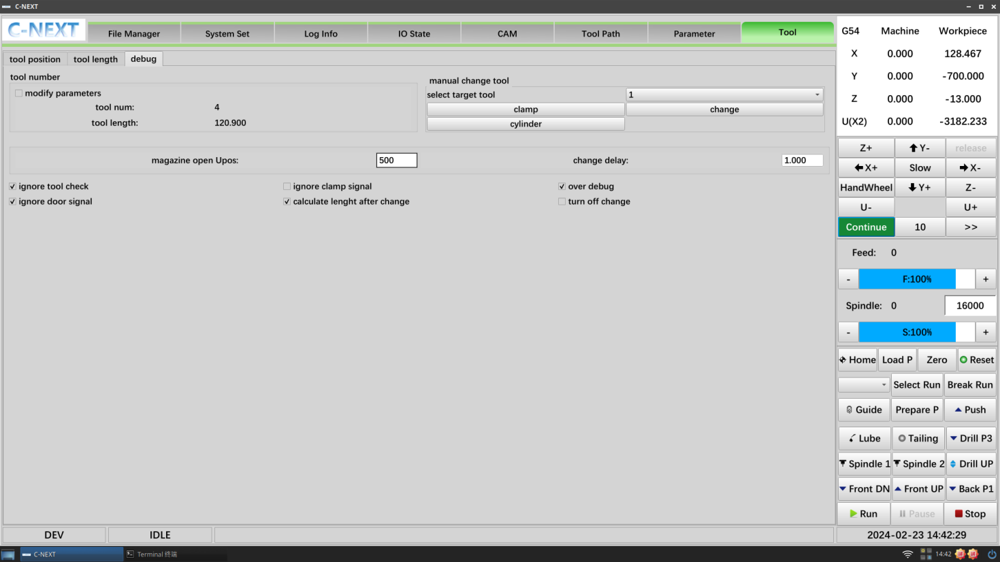 C-NEXT
C-NEXT
File Manager
System Set
Log Info
IO State
CAM
Tool Path
Parameter
Tool
tool position
tool length
debug
tool number
modify parameters
tool num: 4
tool length: 120.900
manual change tool
select target tool 1
clamp
change
cylinder
magazine open Upos: 500
change delay: 1.000
ignore tool check
ignore clamp signal
over debug
ignore door signal
calculate lenght after change
turn off change
G54 Machine Workpiece
X 0.000 128.467
Y 0.000 -700.000
Z 0.000 -13.000
U(X2) 0.000 -3182.233
Z+ Y- release
X+ Slow X-
HandWheel Y+ Z-
U- U+
Continue 10 >>
Feed: 0
- F:100% +
Spindle: 0 16000
- S:100% +
Home Load P Zero Reset
Select Run Break Run
Guide Prepare P Push
Lube Tailing Drill P3
Spindle 1 Spindle 2 Drill UP
Front DN Front UP Back P1
Run Pause Stop
DEV
IDLE
2024-02-23 14:42:29
C-NEXT
Terminal 终端
14:42